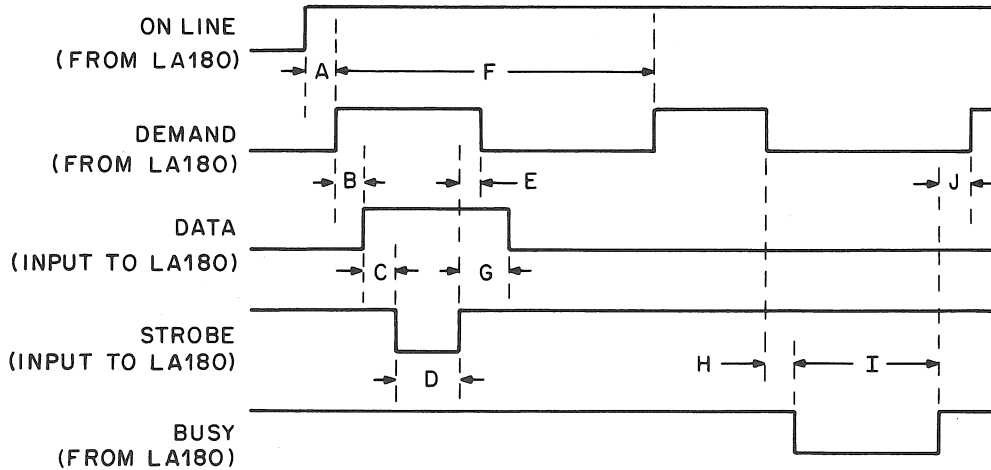 ON LINE
(FROM LA180)
A
F
DEMAND
(FROM LA180)
B
E
J
DATA
(INPUT TO LA180)
C
G
STROBE
(INPUT TO LA180)
D
H
I
BUSY
(FROM LA180)